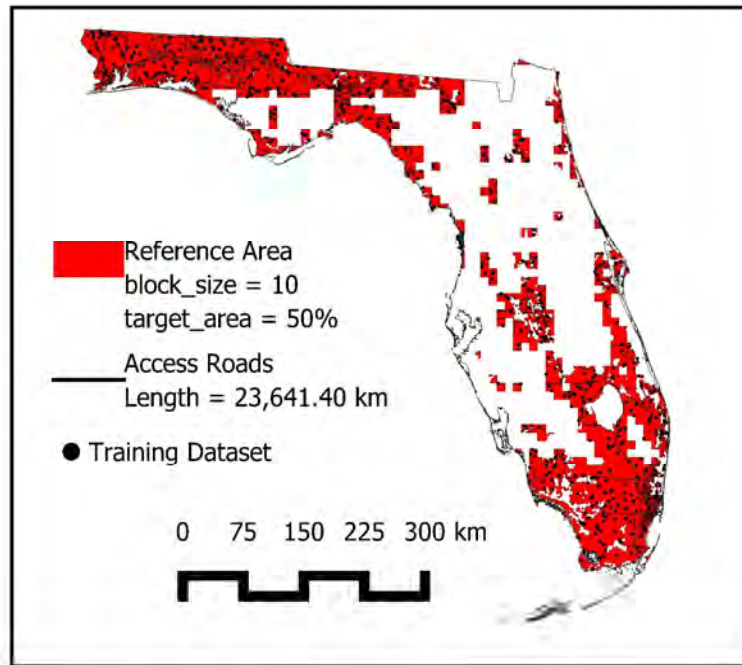 Reference Area
block_size = 10
target_area = 50%
Access Roads
Length = 23,641.40 km
Training Dataset
0 75 150 225 300 km